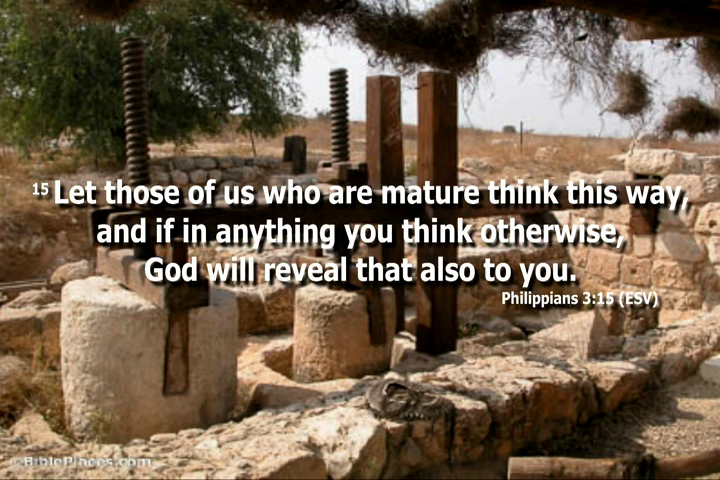 15 Let those of us who are mature think this way,
and if in anything you think otherwise,
God will reveal that also to you.
Philippians 3:15 (ESV)
©BiblePlaces.com